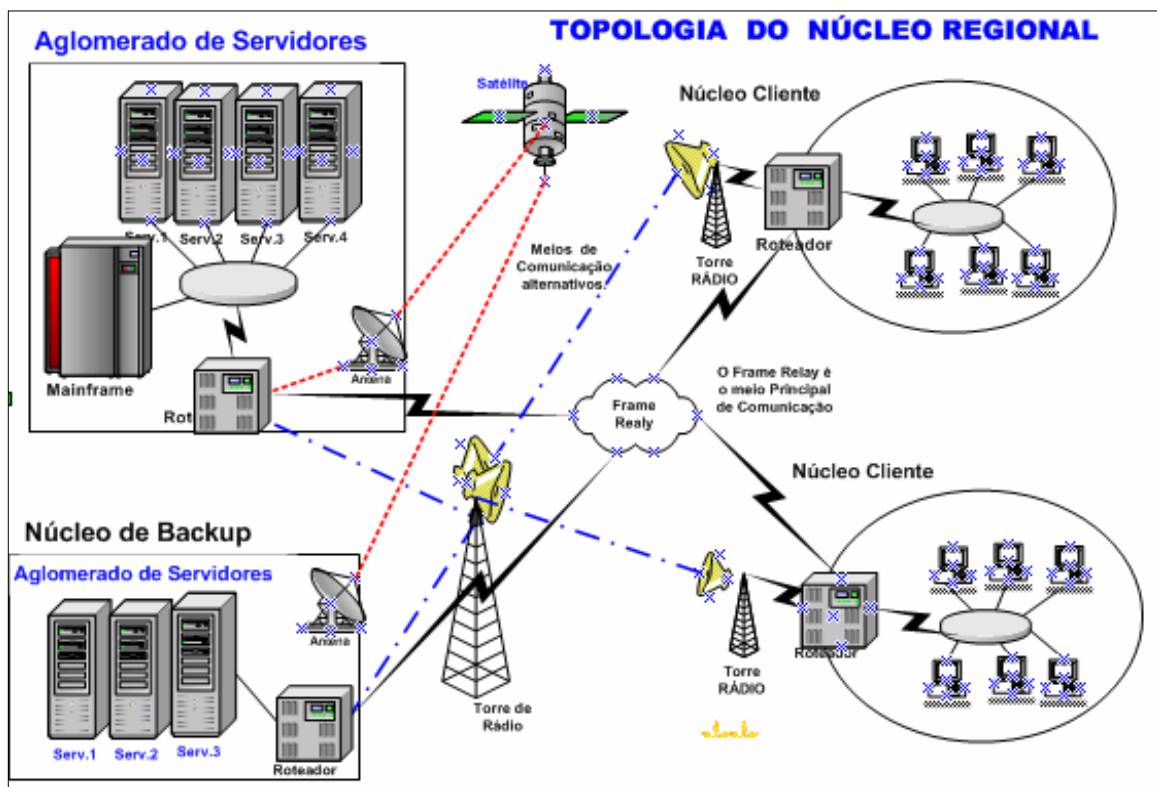 TOPOLOGIA DO NÚCLEO REGIONAL
Aglomerado de Servidores
Serv.1
Serv.2
Serv.3
Serv.4
Mainframe
Antena
Satélite
Meios de
Comunicação
alternativos.
Núcleo Cliente
Torre
RÁDIO
Roteador
O Frame Relay é
o meio Principal
de Comunicação
Frame
Realy
Núcleo Cliente
Torre
RÁDIO
Roteador
Núcleo de Backup
Aglomerado de Servidores
Serv.1
Serv.2
Serv.3
Antena
Roteador
Torre de
Rádio